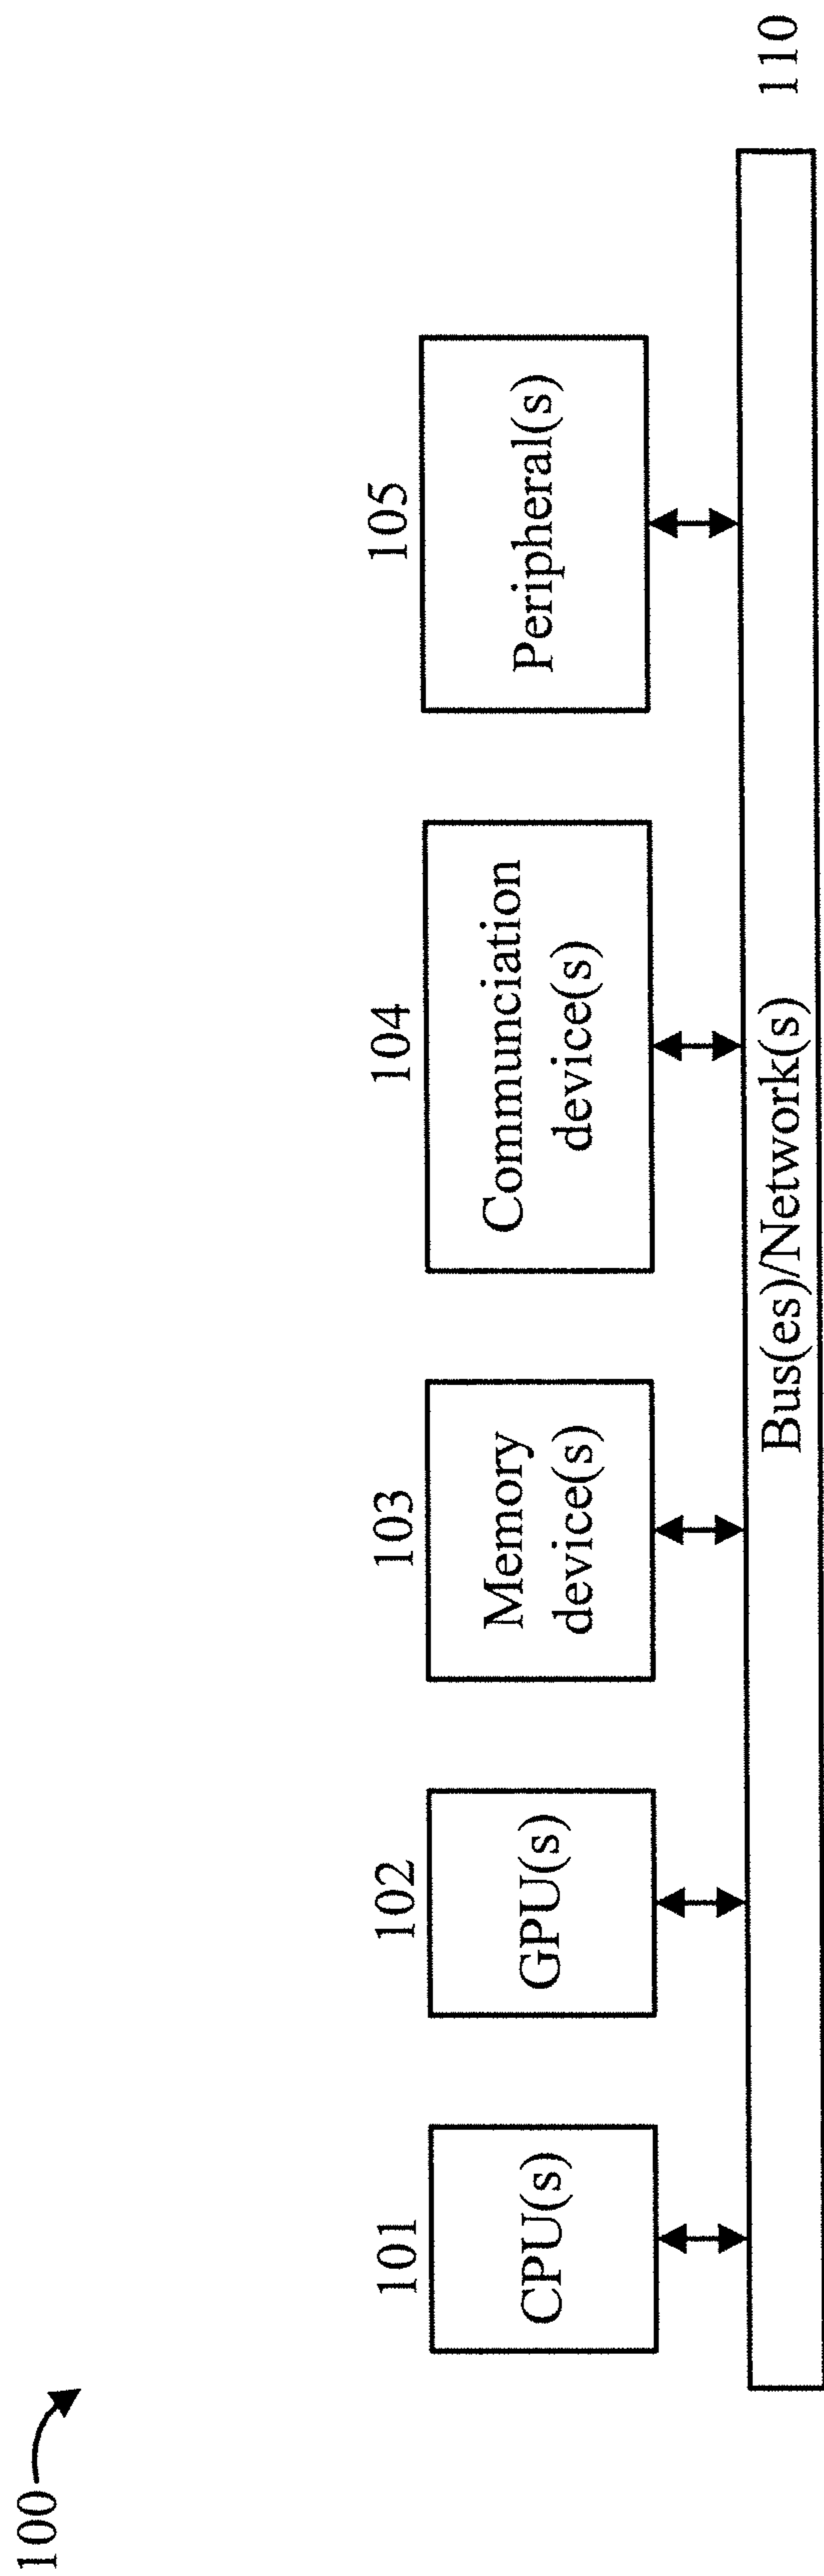 100
101
CPU(s)
102
GPU(s)
103
Memory
device(s)
104
Communciation
device(s)
105
Peripheral(s)
Bus(es)/Network(s)
110